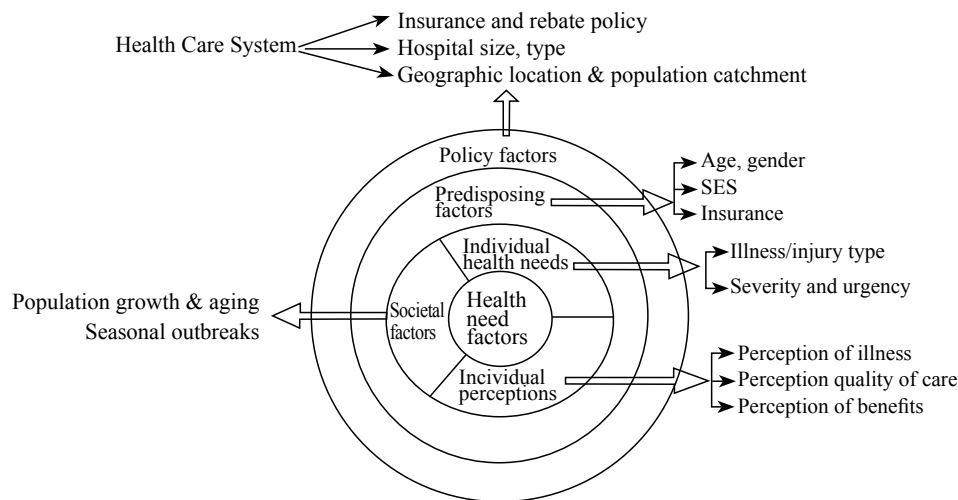 Insurance and rebate policy
Health Care System
Hospital size, type
Geographic location & population catchment
Policy factors
Age, gender
Predisposing
factors
SES
Insurance
Individual
health needs
Illness/injury type
Severity and urgency
Population growth & aging
Seasonal outbreaks
Societal
factors
Health
need
factors
Incividual
perceptions
Perception of illness
Perception quality of care
Perception of benefits